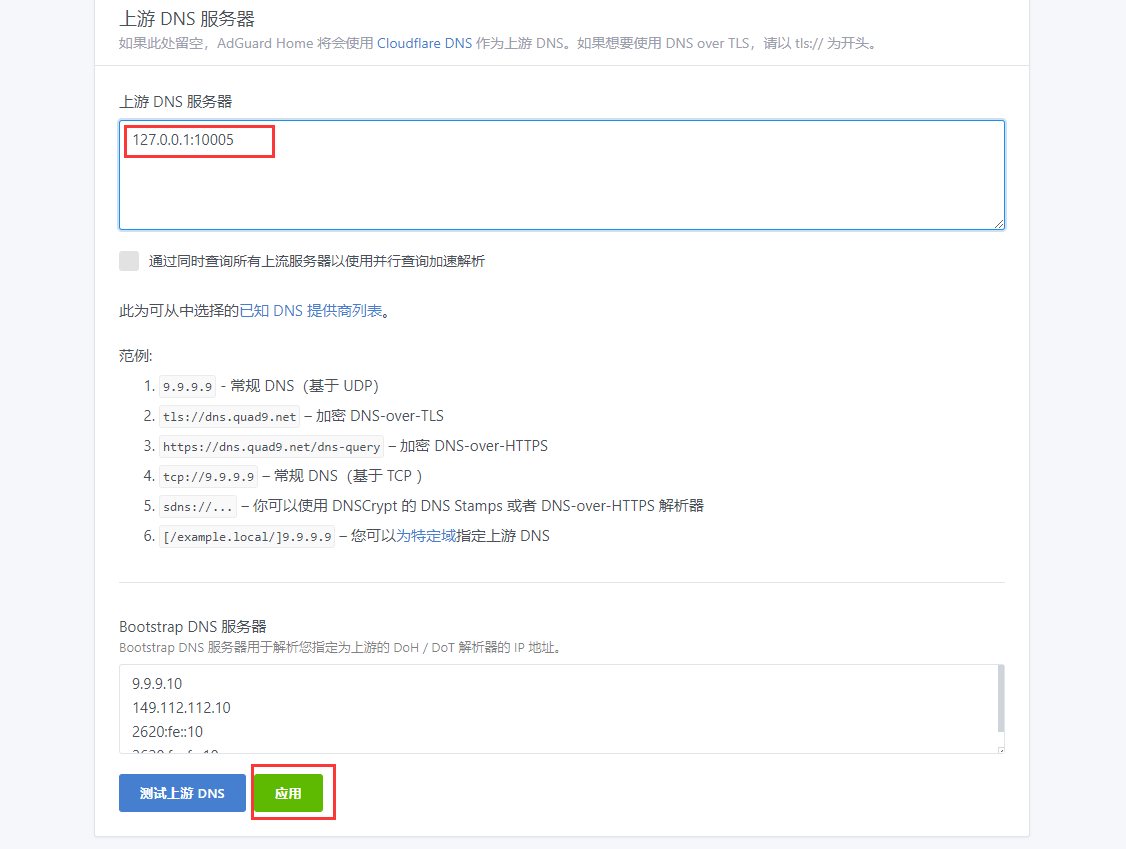 上游 DNS 服务器
如果此处留空，AdGuard Home 将会使用 Cloudflare DNS 作为上游 DNS。如果想要使用 DNS over TLS，请以 tls:// 为开头。
上游 DNS 服务器
127.0.0.1:10005
通过同时查询所有上流服务器以使用并行查询加速解析
此为可从中选择的已知 DNS 提供商列表。
范例:
1. 9.9.9.9 - 常规 DNS（基于 UDP）
2. tls://dns.quad9.net – 加密 DNS-over-TLS
3. https://dns.quad9.net/dns-query – 加密 DNS-over-HTTPS
4. tcp://9.9.9.9 – 常规 DNS（基于 TCP ）
5. sdns://... – 你可以使用 DNSCrypt 的 DNS Stamps 或者 DNS-over-HTTPS 解析器
6. [/example.local/]9.9.9.9 – 您可以为特定域指定上游 DNS
Bootstrap DNS 服务器
Bootstrap DNS 服务器用于解析您指定为上游的 DoH / DoT 解析器的 IP 地址。
9.9.9.10
149.112.112.10
2620:fe::10
测试上游 DNS 应用